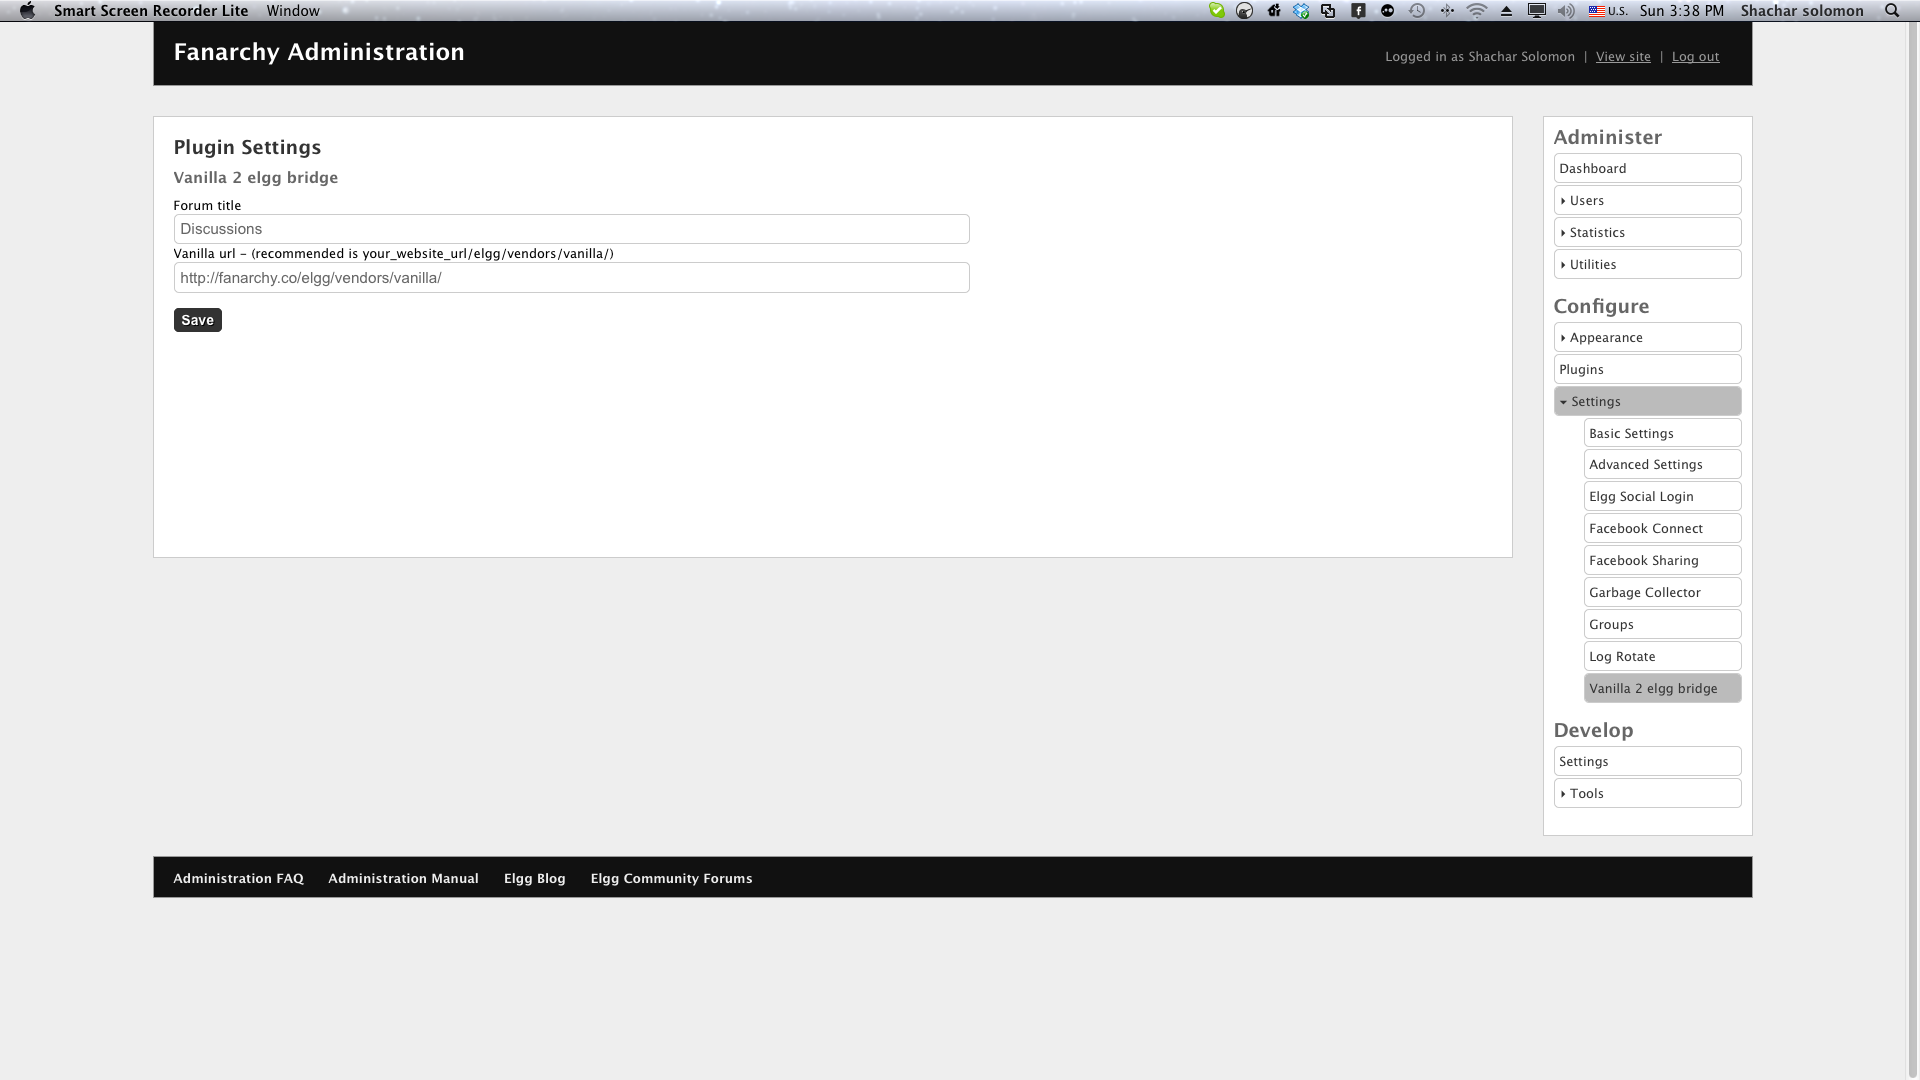 Smart Screen Recorder Lite Window U.S. Sun 3:38 PM Shachar solomon
Fanarchy Administration
Logged in as Shachar Solomon | View site | Log out
Plugin Settings
Vanilla 2 elgg bridge
Forum title
Discussions
Vanilla url - (recommended is your_website_url/elgg/vendors/vanilla/)
http://fanarchy.co/elgg/vendors/vanilla/
Save
Administer
Dashboard
Users
Statistics
Utilities
Configure
Appearance
Plugins
Settings
Basic Settings
Advanced Settings
Elgg Social Login
Facebook Connect
Facebook Sharing
Garbage Collector
Groups
Log Rotate
Vanilla 2 elgg bridge
Develop
Settings
Tools
Administration FAQ Administration Manual Elgg Blog Elgg Community Forums